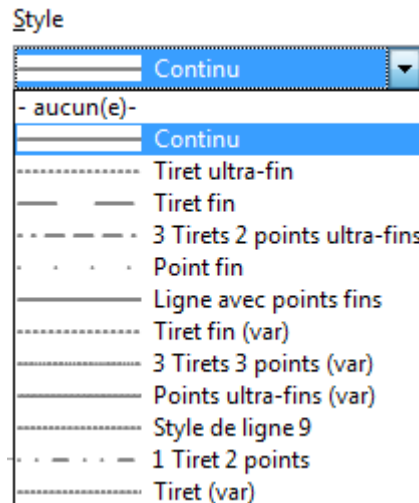 Style
Continu
- aucun(e)-
Continu
Tiret ultra-fin
Tiret fin
3 Tirets 2 points ultra-fins
Point fin
Ligne avec points fins
Tiret fin (var)
3 Tirets 3 points (var)
Points ultra-fins (var)
Style de ligne 9
1 Tiret 2 points
Tiret (var)